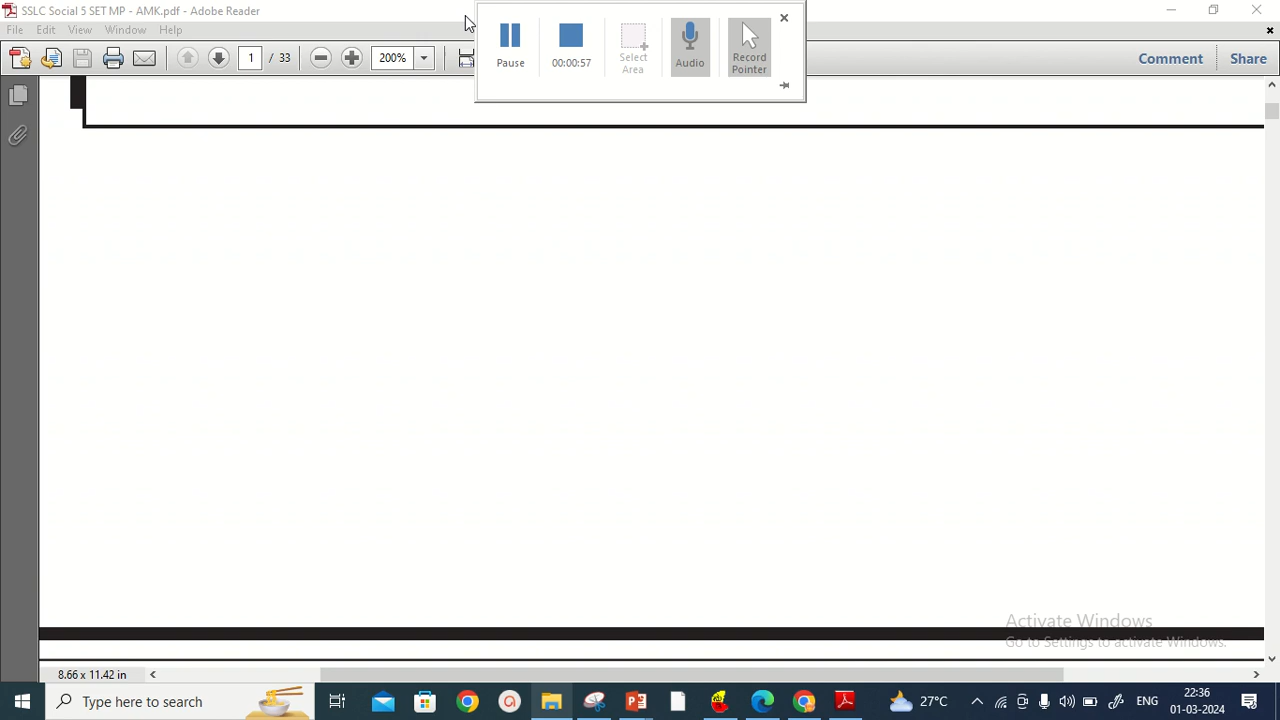 SSLC Social 5 SET MP - AMK.pdf - Adobe Reader
File Edit View Window Help
1 / 33 200% Comment Share
Pause 00:00:57 Select Area Audio Record Pointer
Activate Windows
Go to Settings to activate Windows.
8.66 x 11.42 in
Type here to search 27°C ENG 22:36
01-03-2024